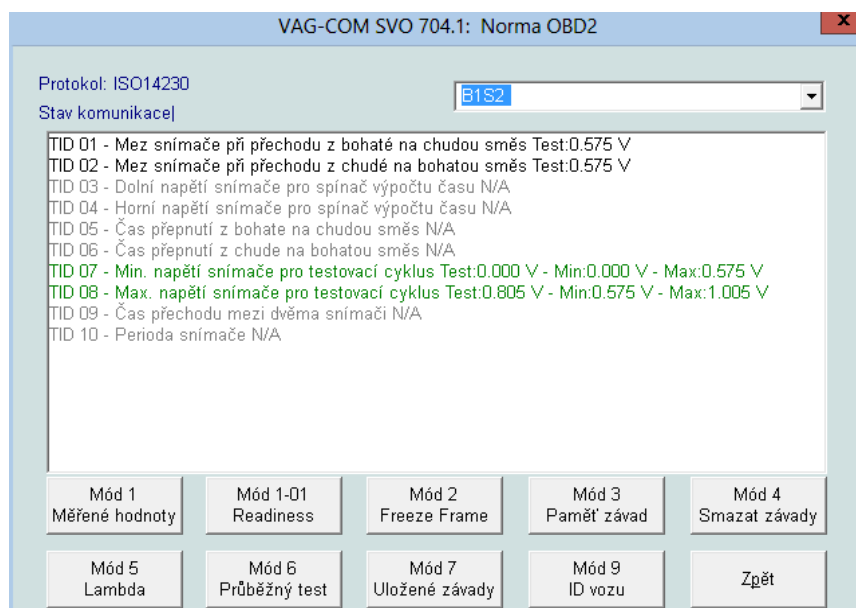 VAG-COM SVO 704.1: Norma OBD2
x
Protokol: ISO14230
B1S2
Stav komunikace
TID 01 - Mez snímače při přechodu z bohaté na chudou směs Test:0.575 V
TID 02 - Mez snímače při přechodu z chudé na bohatou směs Test:0.575 V
TID 03 - Dolní napětí snímače pro spínač výpočtu času N/A
TID 04 - Horní napětí snímače pro spínač výpočtu času N/A
TID 05 - Čas přepnutí z bohate na chudou směs N/A
TID 06 - Čas přepnutí z chude na bohatou směs N/A
TID 07 - Min. napětí snímače pro testovací cyklus Test:0.000 V - Min:0.000 V - Max:0.575 V
TID 08 - Max. napětí snímače pro testovací cyklus Test:0.805 V - Min:0.575 V - Max:1.005 V
TID 09 - Čas přechodu mezi dvěma snímači N/A
TID 10 - Perioda snímače N/A
Mód 1
Měřené hodnoty
Mód 1-01
Readiness
Mód 2
Freeze Frame
Mód 3
Paměť závad
Mód 4
Smazat závady
Mód 5
Lambda
Mód 6
Průběžný test
Mód 7
Uložené závady
Mód 9
ID vozu
Zpět